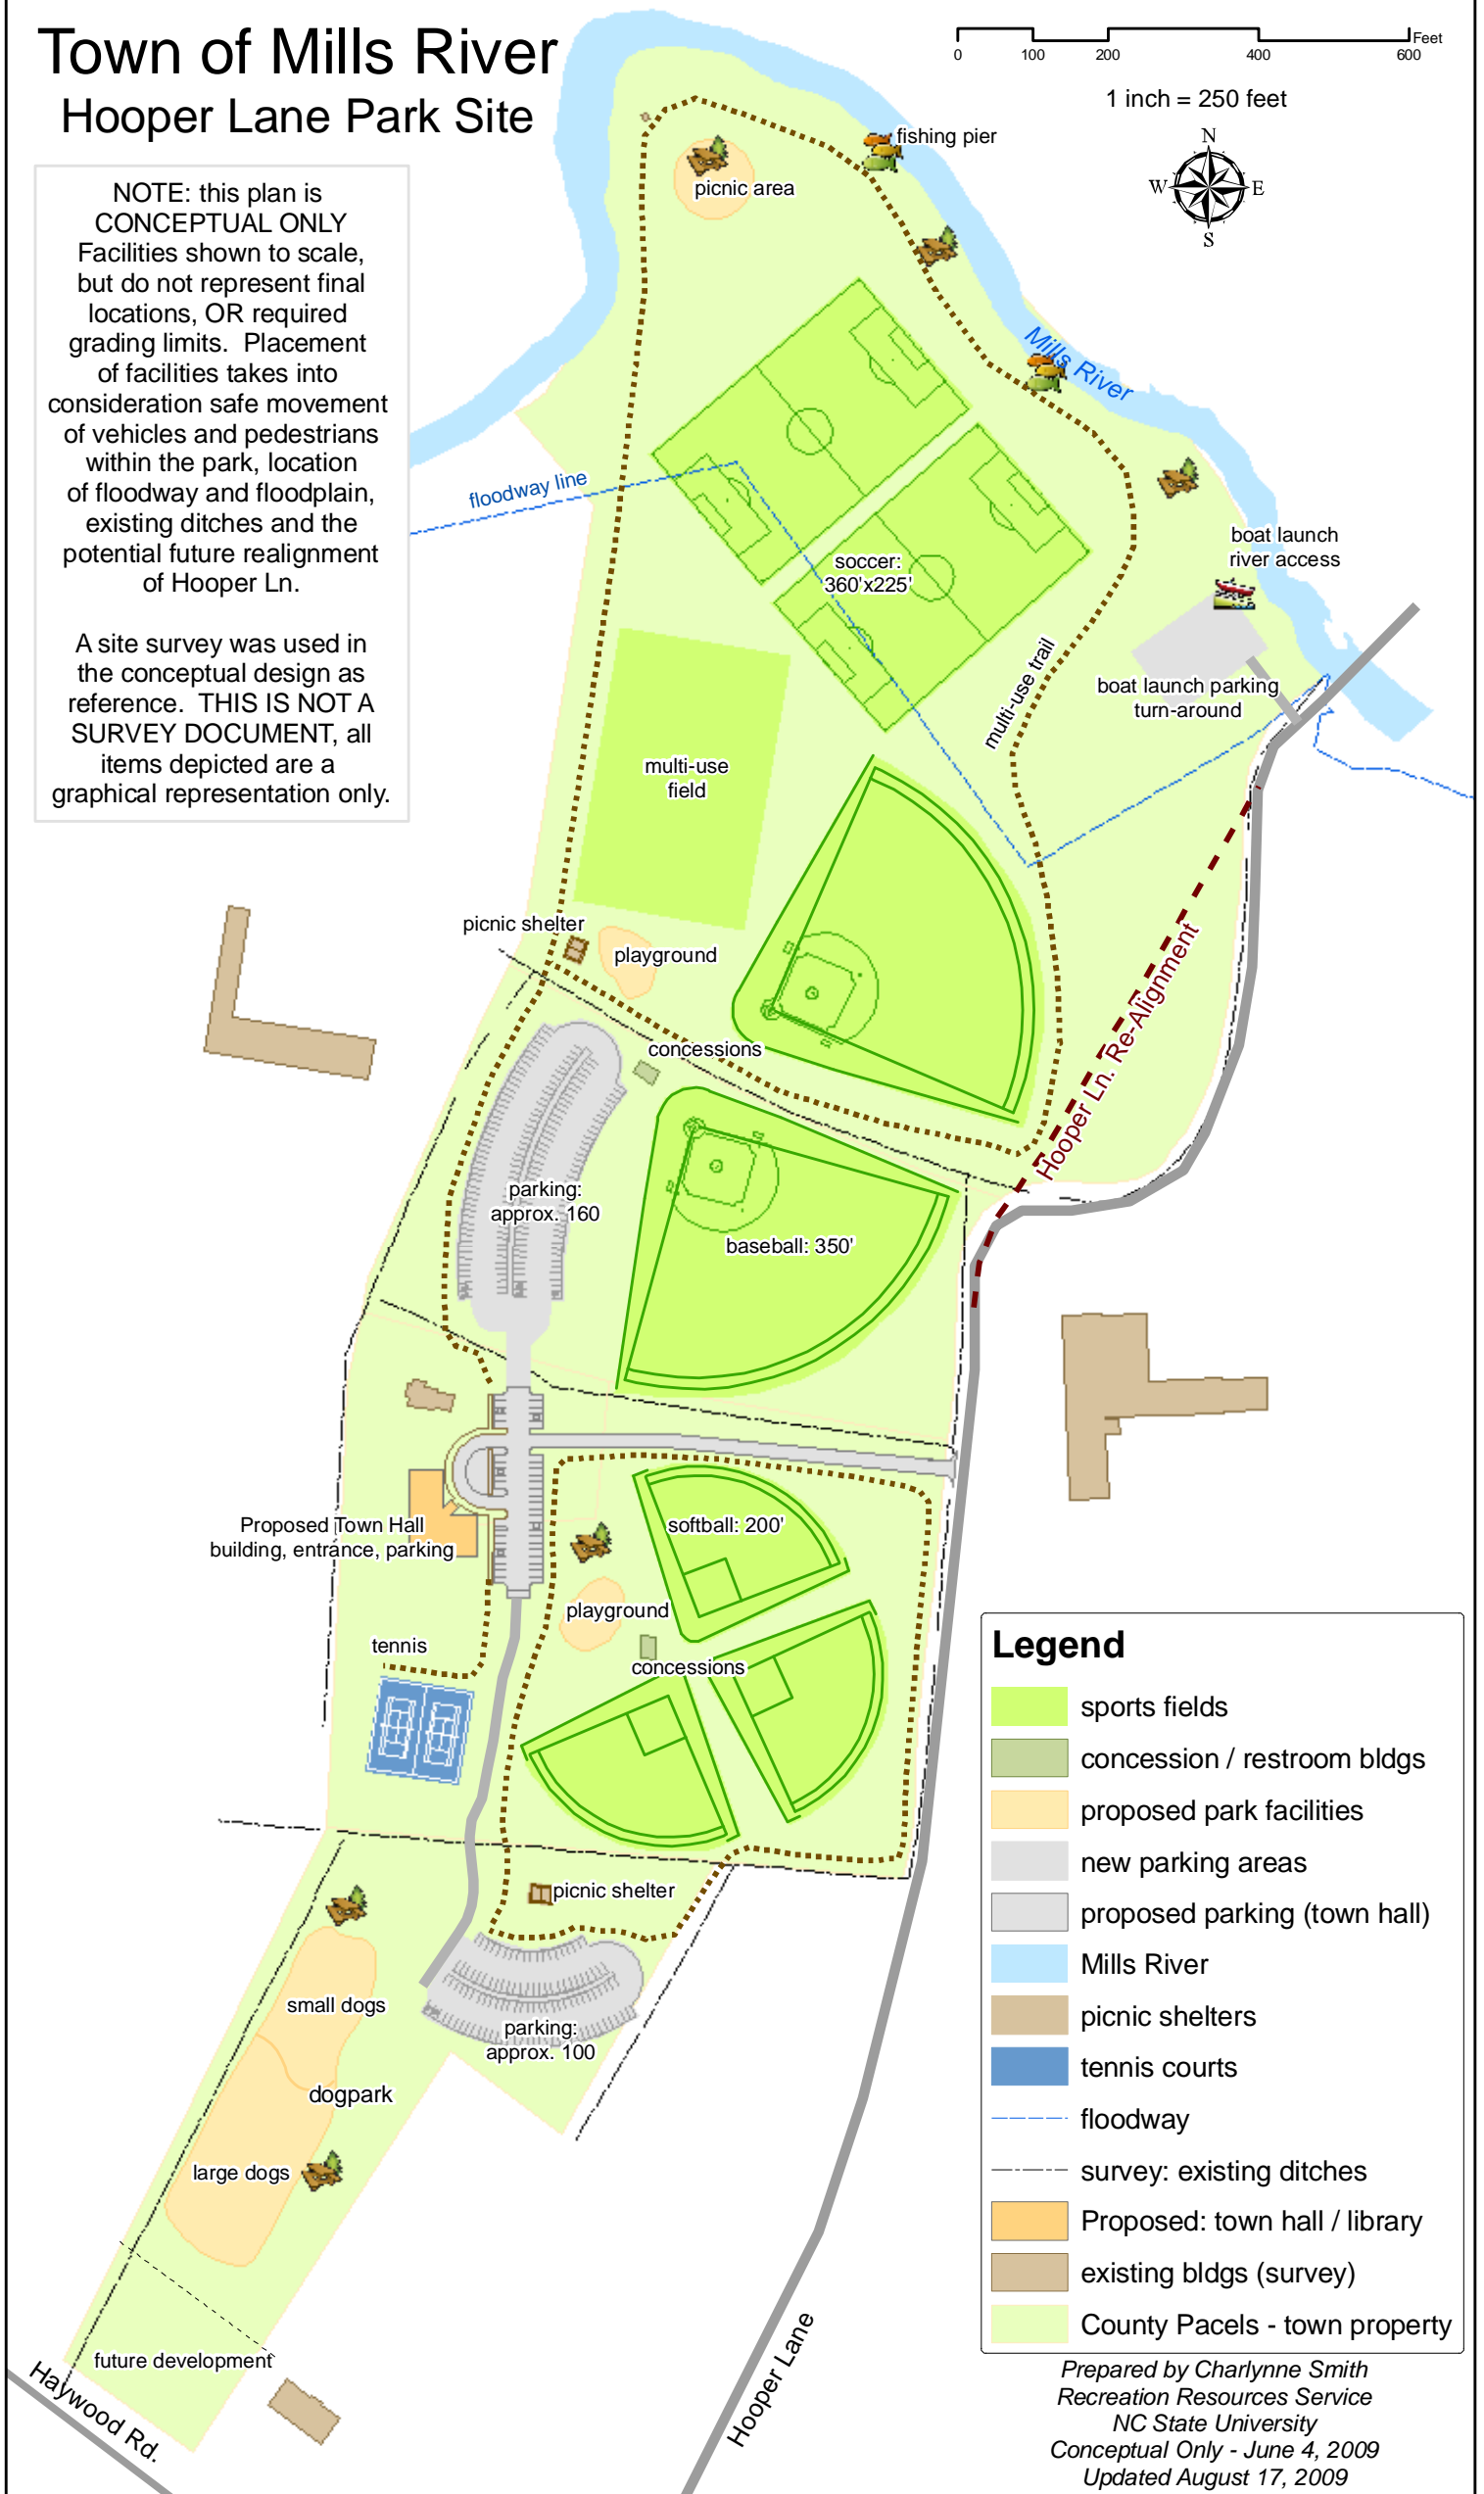 Town of Mills River
Hooper Lane Park Site
0
100
200
400
600
Feet
1 inch = 250 feet
N
W
E
S
NOTE: this plan is
CONCEPTUAL ONLY
Facilities shown to scale,
but do not represent final
locations, OR required
grading limits. Placement
of facilities takes into
consideration safe movement
of vehicles and pedestrians
within the park, location
of floodway and floodplain,
existing ditches and the
potential future realignment
of Hooper Ln.
A site survey was used in
the conceptual design as
reference. THIS IS NOT A
SURVEY DOCUMENT, all
items depicted are a
graphical representation only.
fishing pier
picnic area
Mills River
floodway line
boat launch
river access
soccer:
360'x225'
multi-use trail
boat launch parking
turn-around
multi-use
field
picnic shelter
playground
Hooper Ln. Re-Alignment
concessions
parking:
approx. 160
baseball: 350'
Proposed Town Hall
building, entrance, parking
softball: 200'
playground
tennis
concessions
picnic shelter
small dogs
parking:
approx. 100
dogpark
large dogs
future development
Haywood Rd.
Hooper Lane
Legend
sports fields
concession / restroom bldgs
proposed park facilities
new parking areas
proposed parking (town hall)
Mills River
picnic shelters
tennis courts
floodway
survey: existing ditches
Proposed: town hall / library
existing bldgs (survey)
County Pacels - town property
Prepared by Charlynne Smith
Recreation Resources Service
NC State University
Conceptual Only - June 4, 2009
Updated August 17, 2009